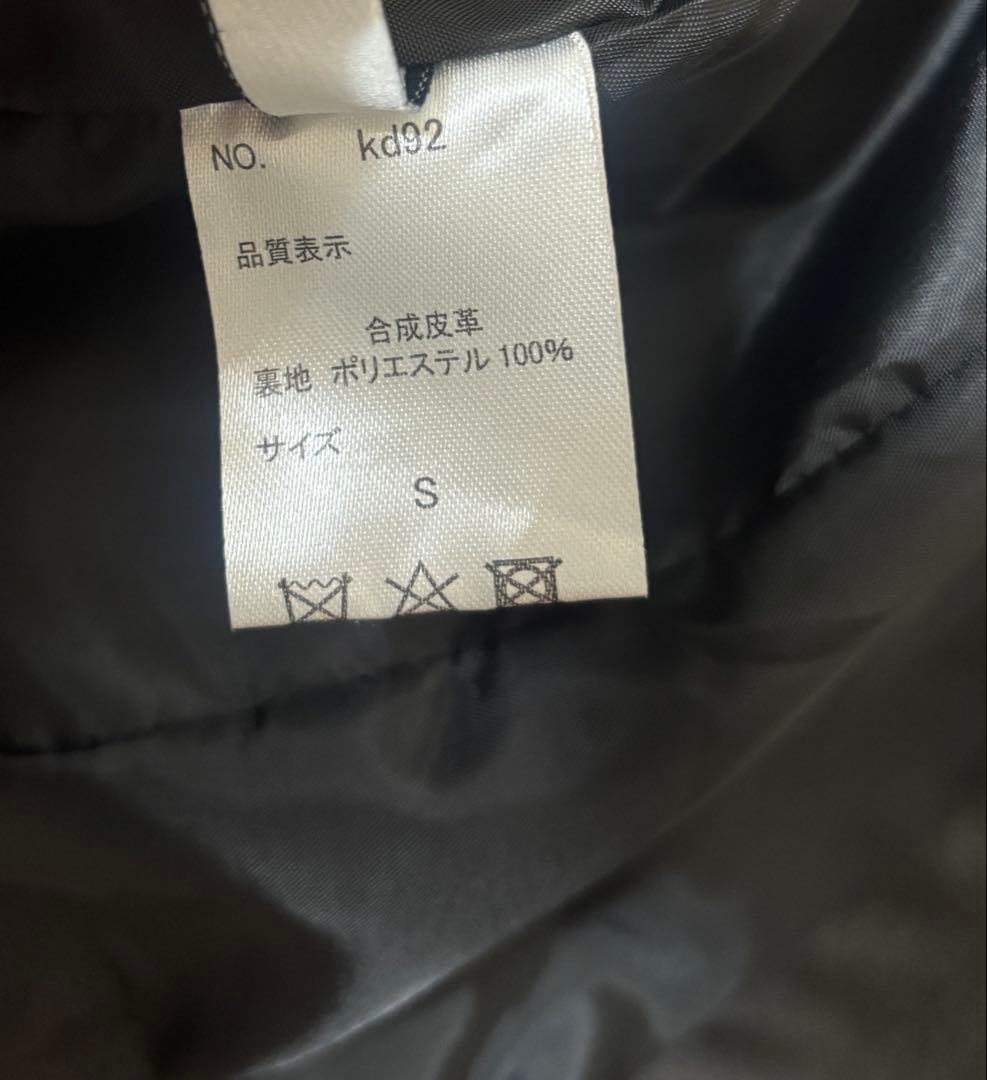 NO. kd92
品質表示
合成皮革
裏地 ポリエステル 100%
サイズ
S